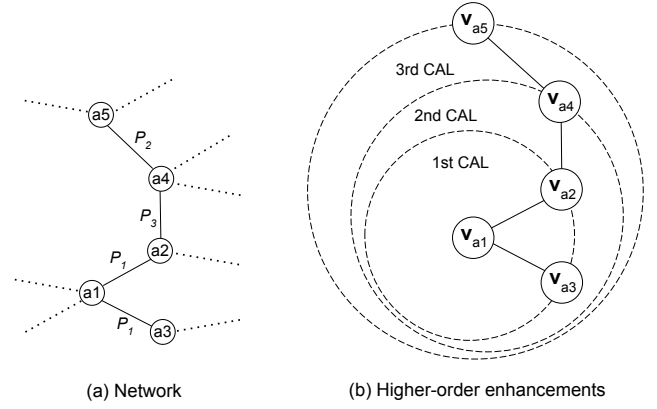 a5
P2
a4
P3
a2
P1
a1
P1
a3
(a) Network
va5
3rd CAL
va4
2nd CAL
1st CAL
va2
va1
va3
(b) Higher-order enhancements